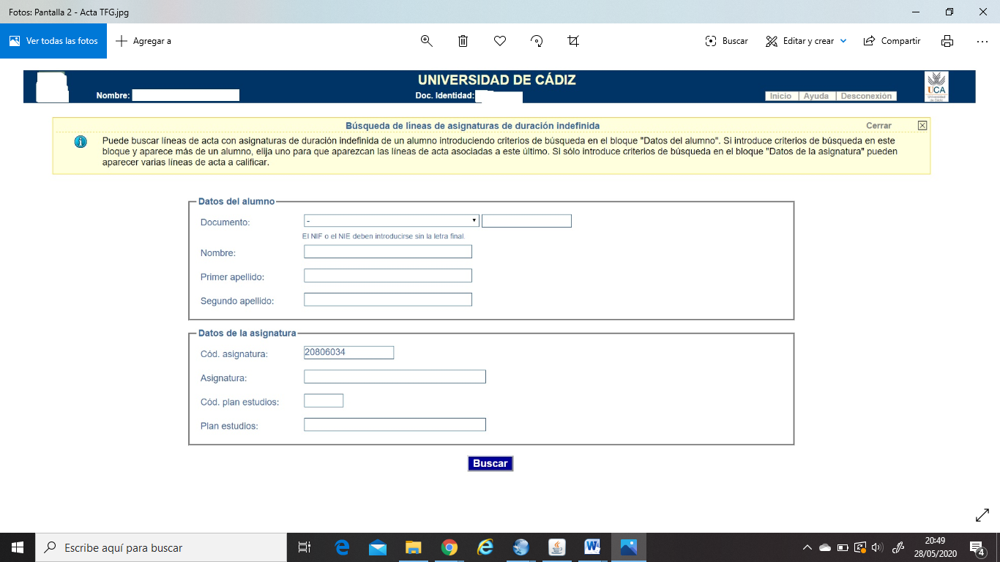 Fotos: Pantalla 2 - Acta TFG.jpg
Ver todas las fotos
Agregar a
Buscar
Editar y crear
Compartir
UNIVERSIDAD DE CÁDIZ
Nombre:
Doc. Identidad:
Inicio
Ayuda
Desconexión
UCA
Universidad
de Cádiz
Búsqueda de líneas de asignaturas de duración indefinida
Cerrar
Puede buscar líneas de acta con asignaturas de duración indefinida de un alumno introduciendo criterios de búsqueda en el bloque "Datos del alumno". Si introduce criterios de búsqueda en este
bloque y aparece más de un alumno, elija uno para que aparezcan las líneas de acta asociadas a este último. Si sólo introduce criterios de búsqueda en el bloque "Datos de la asignatura" pueden
aparecer varias líneas de acta a calificar.
Datos del alumno
Documento:
-
El NIF o el NIE deben introducirse sin la letra final.
Nombre:
Primer apellido:
Segundo apellido:
Datos de la asignatura
Cód. asignatura:
20806034
Asignatura:
Cód. plan estudios:
Plan estudios:
Buscar
Escribe aquí para buscar
20:49
28/05/2020
4